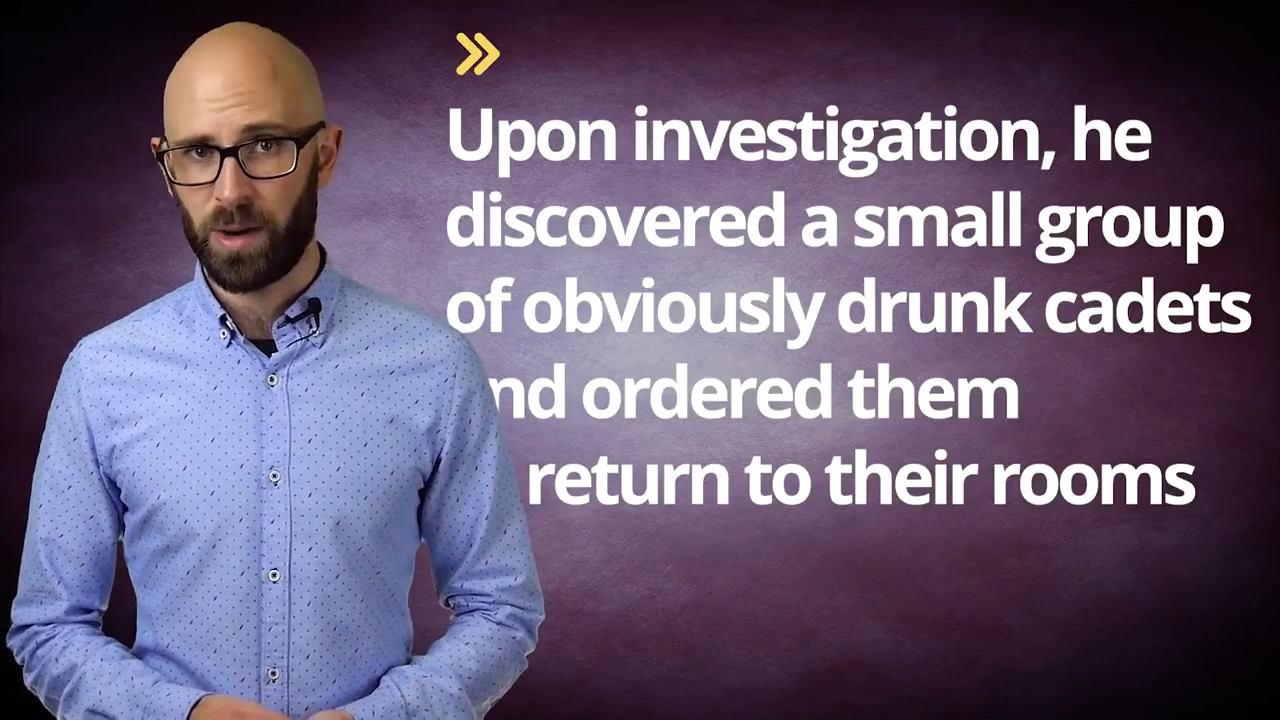 Upon investigation, he
discovered a small group
of obviously drunk cadets
nd ordered them
return to their rooms